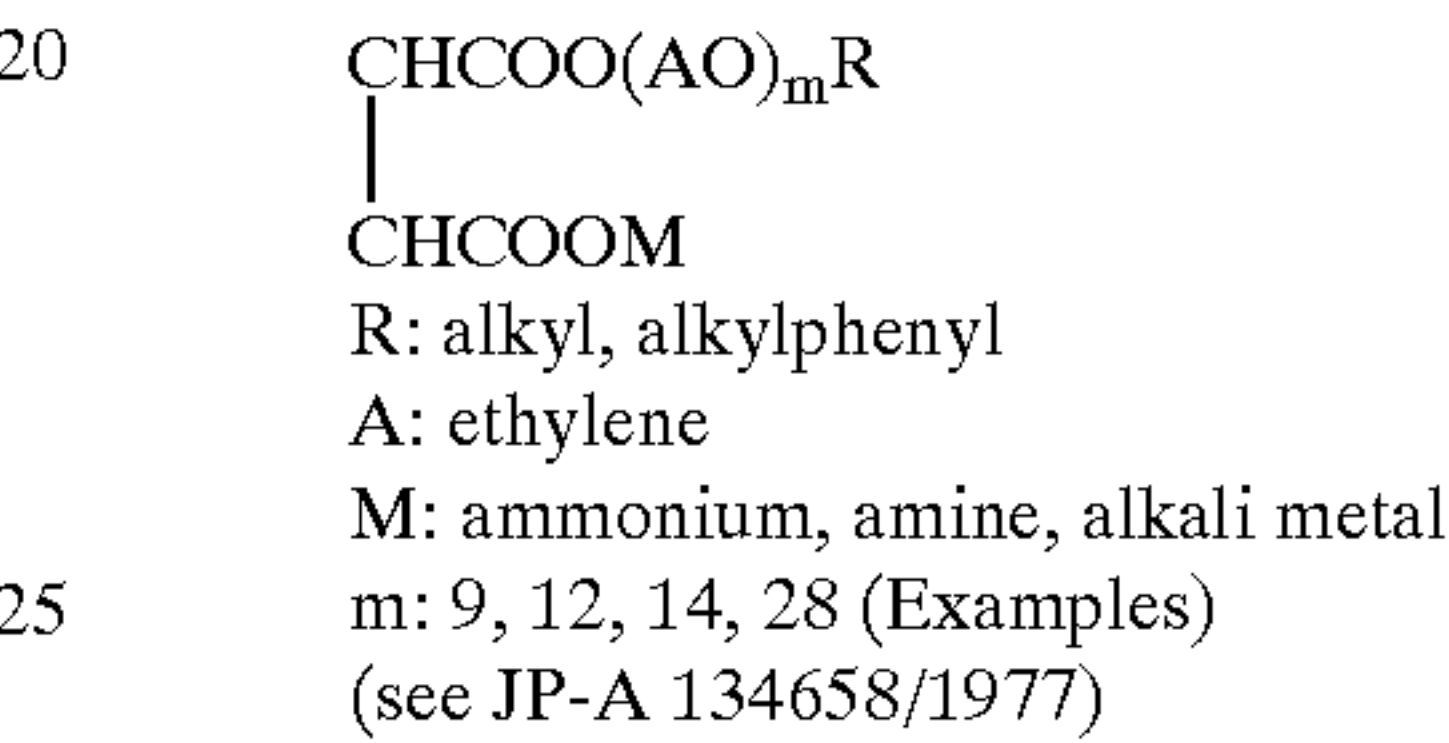 20 CHCOO(AO)mR
|
CHCOOM
R: alkyl, alkylphenyl
A: ethylene
M: ammonium, amine, alkali metal
25 m: 9, 12, 14, 28 (Examples)
(see JP-A 134658/1977)